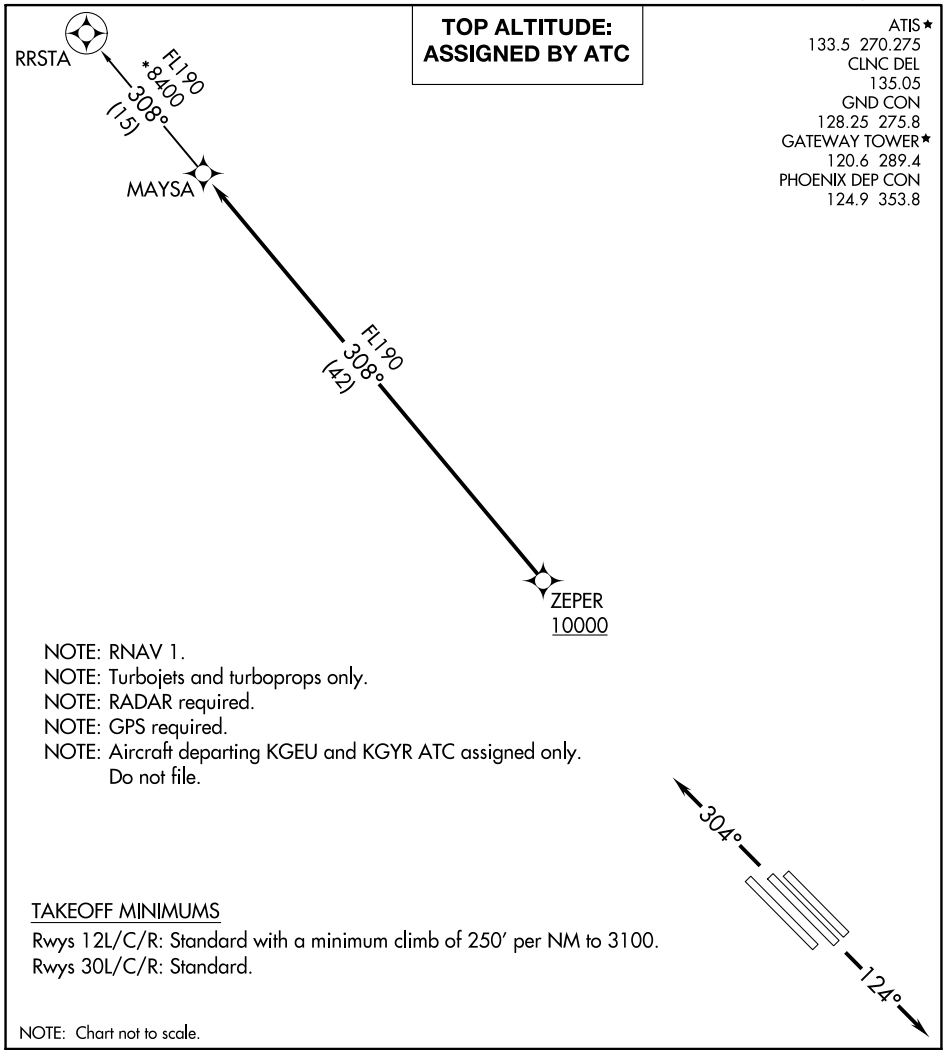 TOP ALTITUDE:
ASSIGNED BY ATC
ATIS★
133.5 270.275
CLNC DEL
135.05
GND CON
128.25 275.8
GATEWAY TOWER★
120.6 289.4
PHOENIX DEP CON
124.9 353.8
RRSTA
FL190
*8400
308°
(15)
MAYSA
FL190
308°
(42)
ZEPER
10000
NOTE: RNAV 1.
NOTE: Turbojets and turboprops only.
NOTE: RADAR required.
NOTE: GPS required.
NOTE: Aircraft departing KGEU and KGYR ATC assigned only.
Do not file.
304°
124°
TAKEOFF MINIMUMS
Rwys 12L/C/R: Standard with a minimum climb of 250' per NM to 3100.
Rwys 30L/C/R: Standard.
NOTE: Chart not to scale.